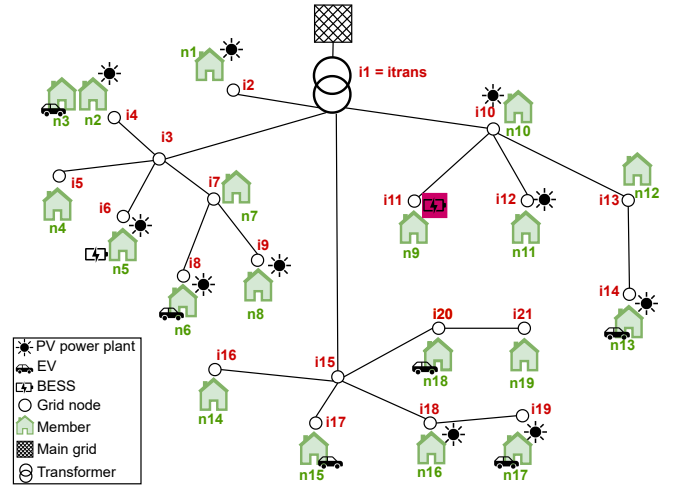 n1
i1 = itrans
i2
i10
n10
n3
n2
i4
i3
n12
i5
i7
i11
i12
i13
n4
i6
n7
n9
n11
n5
i9
i8
n8
i14
n6
n13
i20
i21
i15
i16
n18
n19
n14
i17
i18
i19
n15
n16
n17
PV power plant
EV
BESS
Grid node
Member
Main grid
Transformer